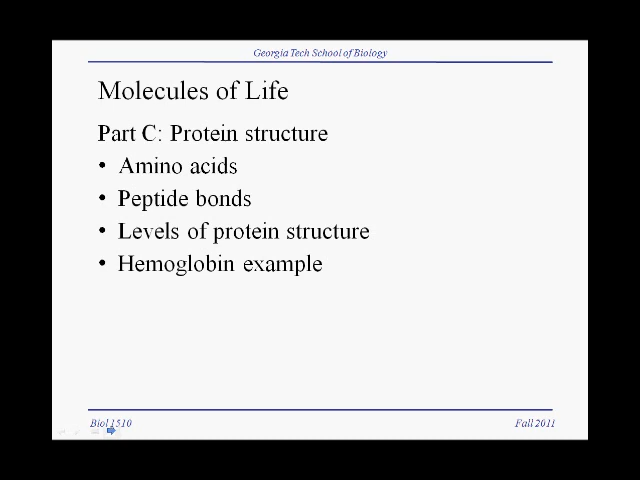 Georgia Tech School of Biology
Molecules of Life
Part C: Protein structure
• Amino acids
• Peptide bonds
• Levels of protein structure
• Hemoglobin example
Biol 1510
Fall 2011